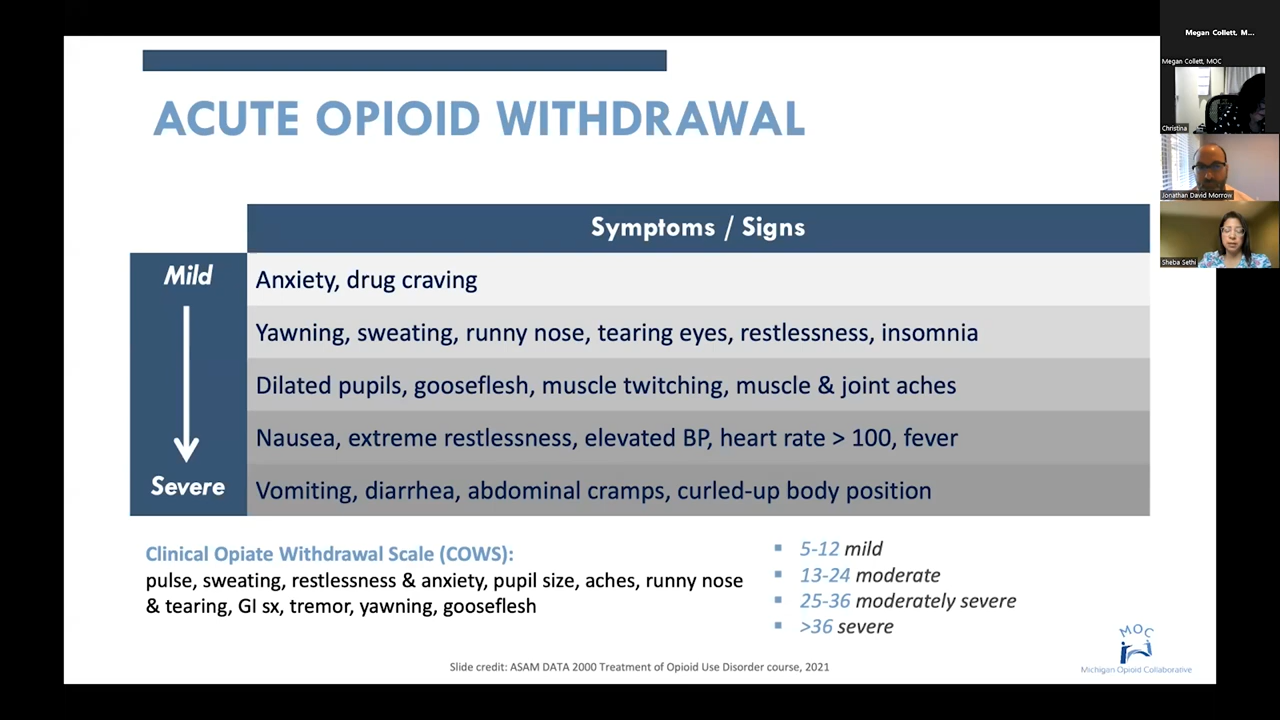 Megan Collett, M...
Megan Collett, MOC
Christina
Jonathan David Morrow
Sheba Sethi
ACUTE OPIOID WITHDRAWAL
Symptoms / Signs
Mild
Anxiety, drug craving
Yawning, sweating, runny nose, tearing eyes, restlessness, insomnia
Dilated pupils, gooseflesh, muscle twitching, muscle & joint aches
Nausea, extreme restlessness, elevated BP, heart rate > 100, fever
Severe
Vomiting, diarrhea, abdominal cramps, curled-up body position
Clinical Opiate Withdrawal Scale (COWS):
pulse, sweating, restlessness & anxiety, pupil size, aches, runny nose
& tearing, GI sx, tremor, yawning, gooseflesh
▪ 5-12 mild
▪ 13-24 moderate
▪ 25-36 moderately severe
▪ >36 severe
MOC
Michigan Opioid Collaborative
Slide credit: ASAM DATA 2000 Treatment of Opioid Use Disorder course, 2021